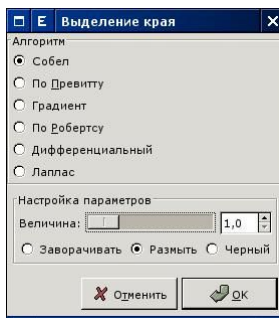 E Выделение края X
Алгоритм
Собел
По Превитту
Градиент
По Робертсу
Дифференциальный
Лаплас
Настройка параметров
Величина: 1,0
Заворачивать Размыть Черный
Отменить OK